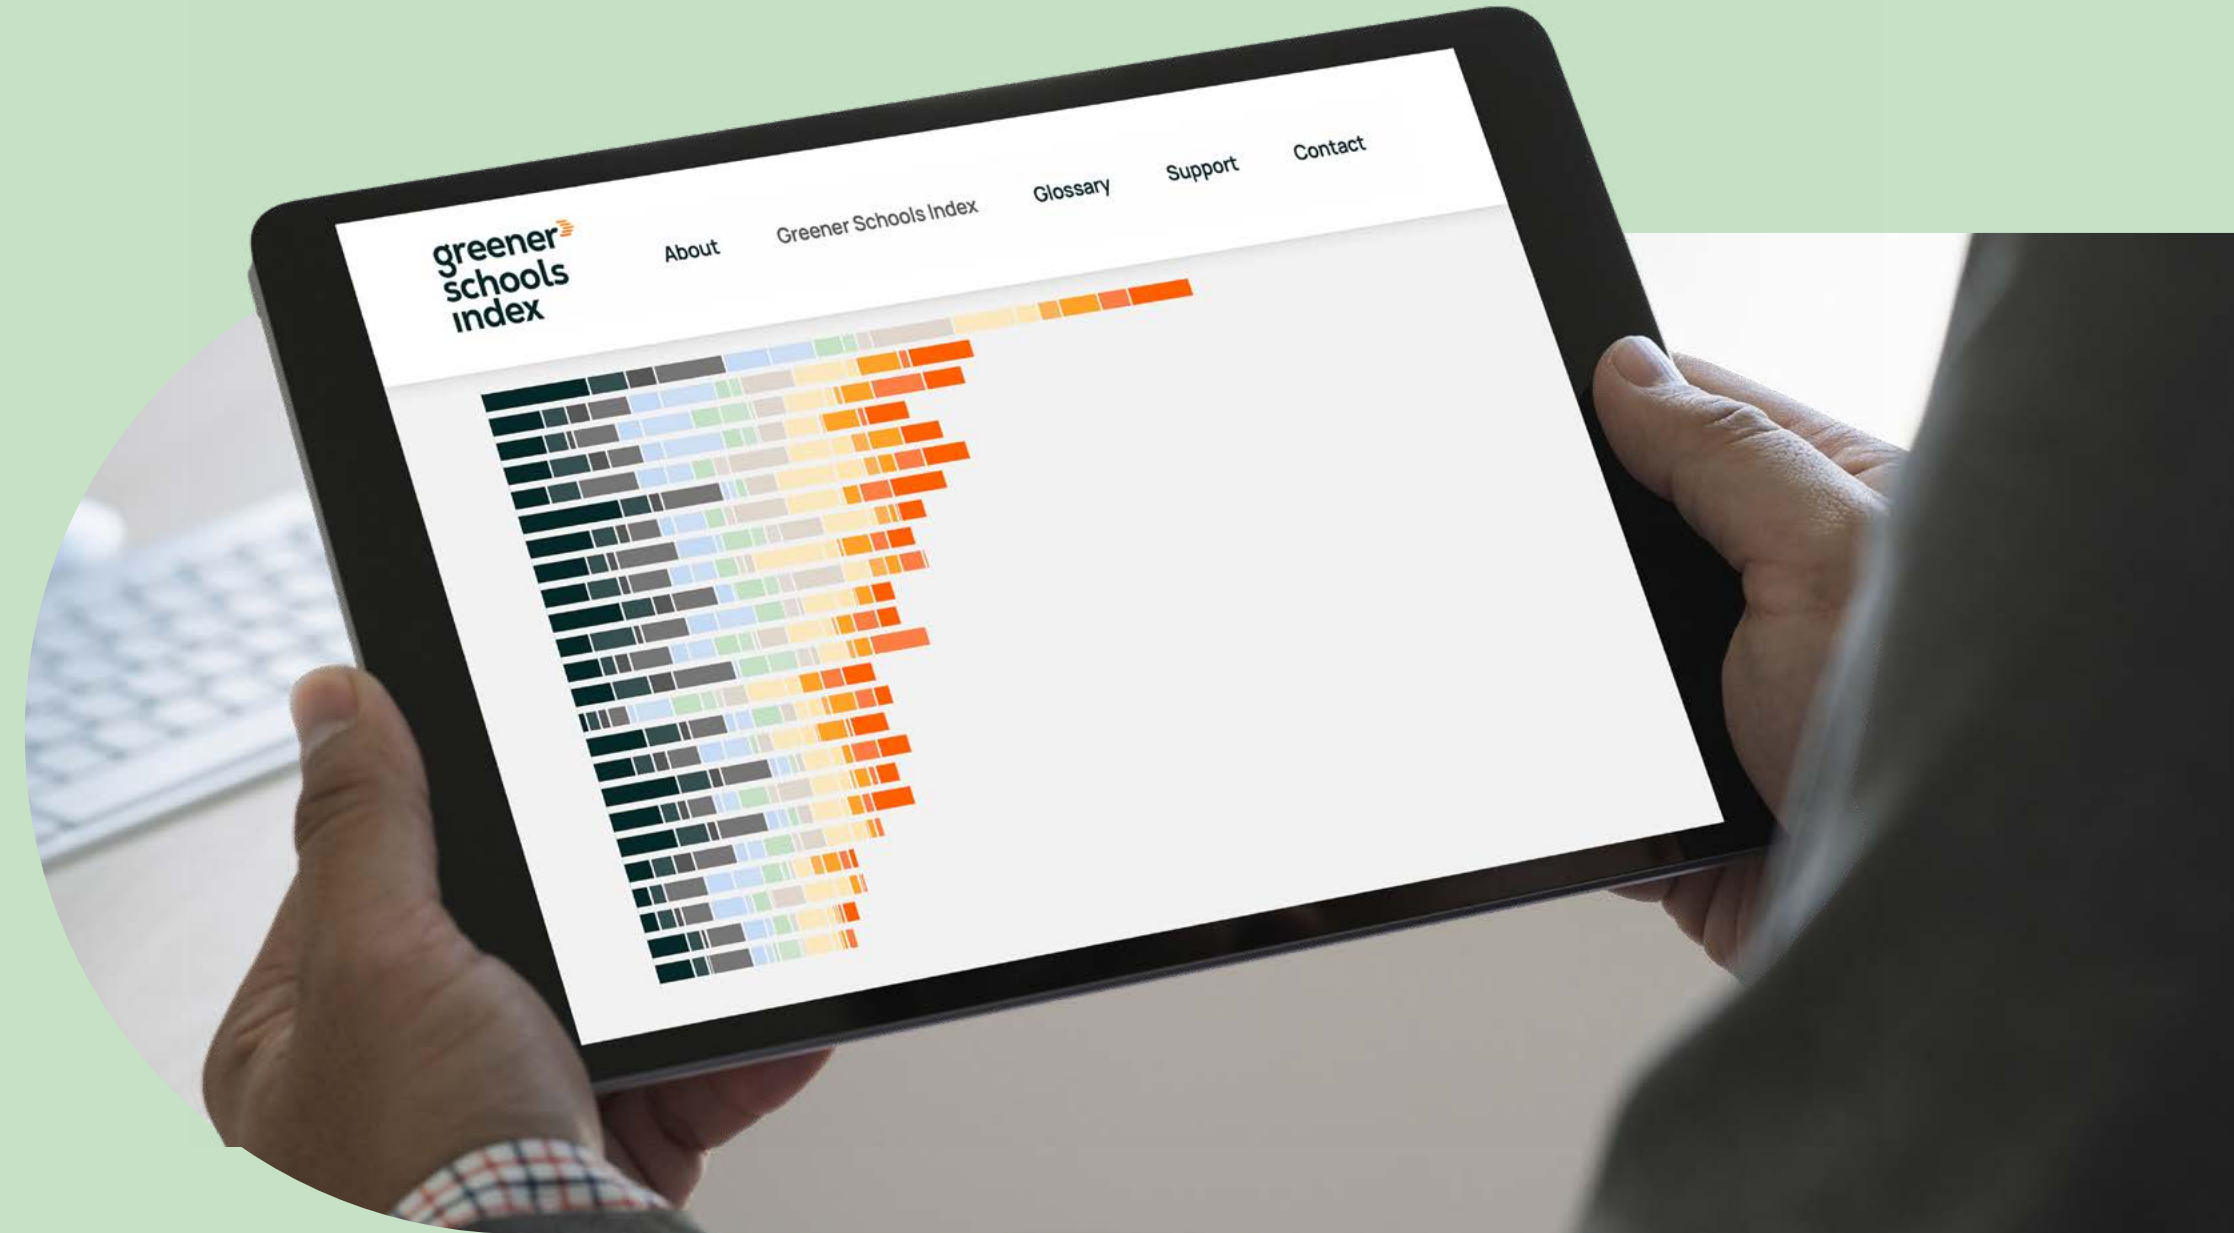 greener
schools
index
About
Greener Schools Index
Glossary
Support
Contact